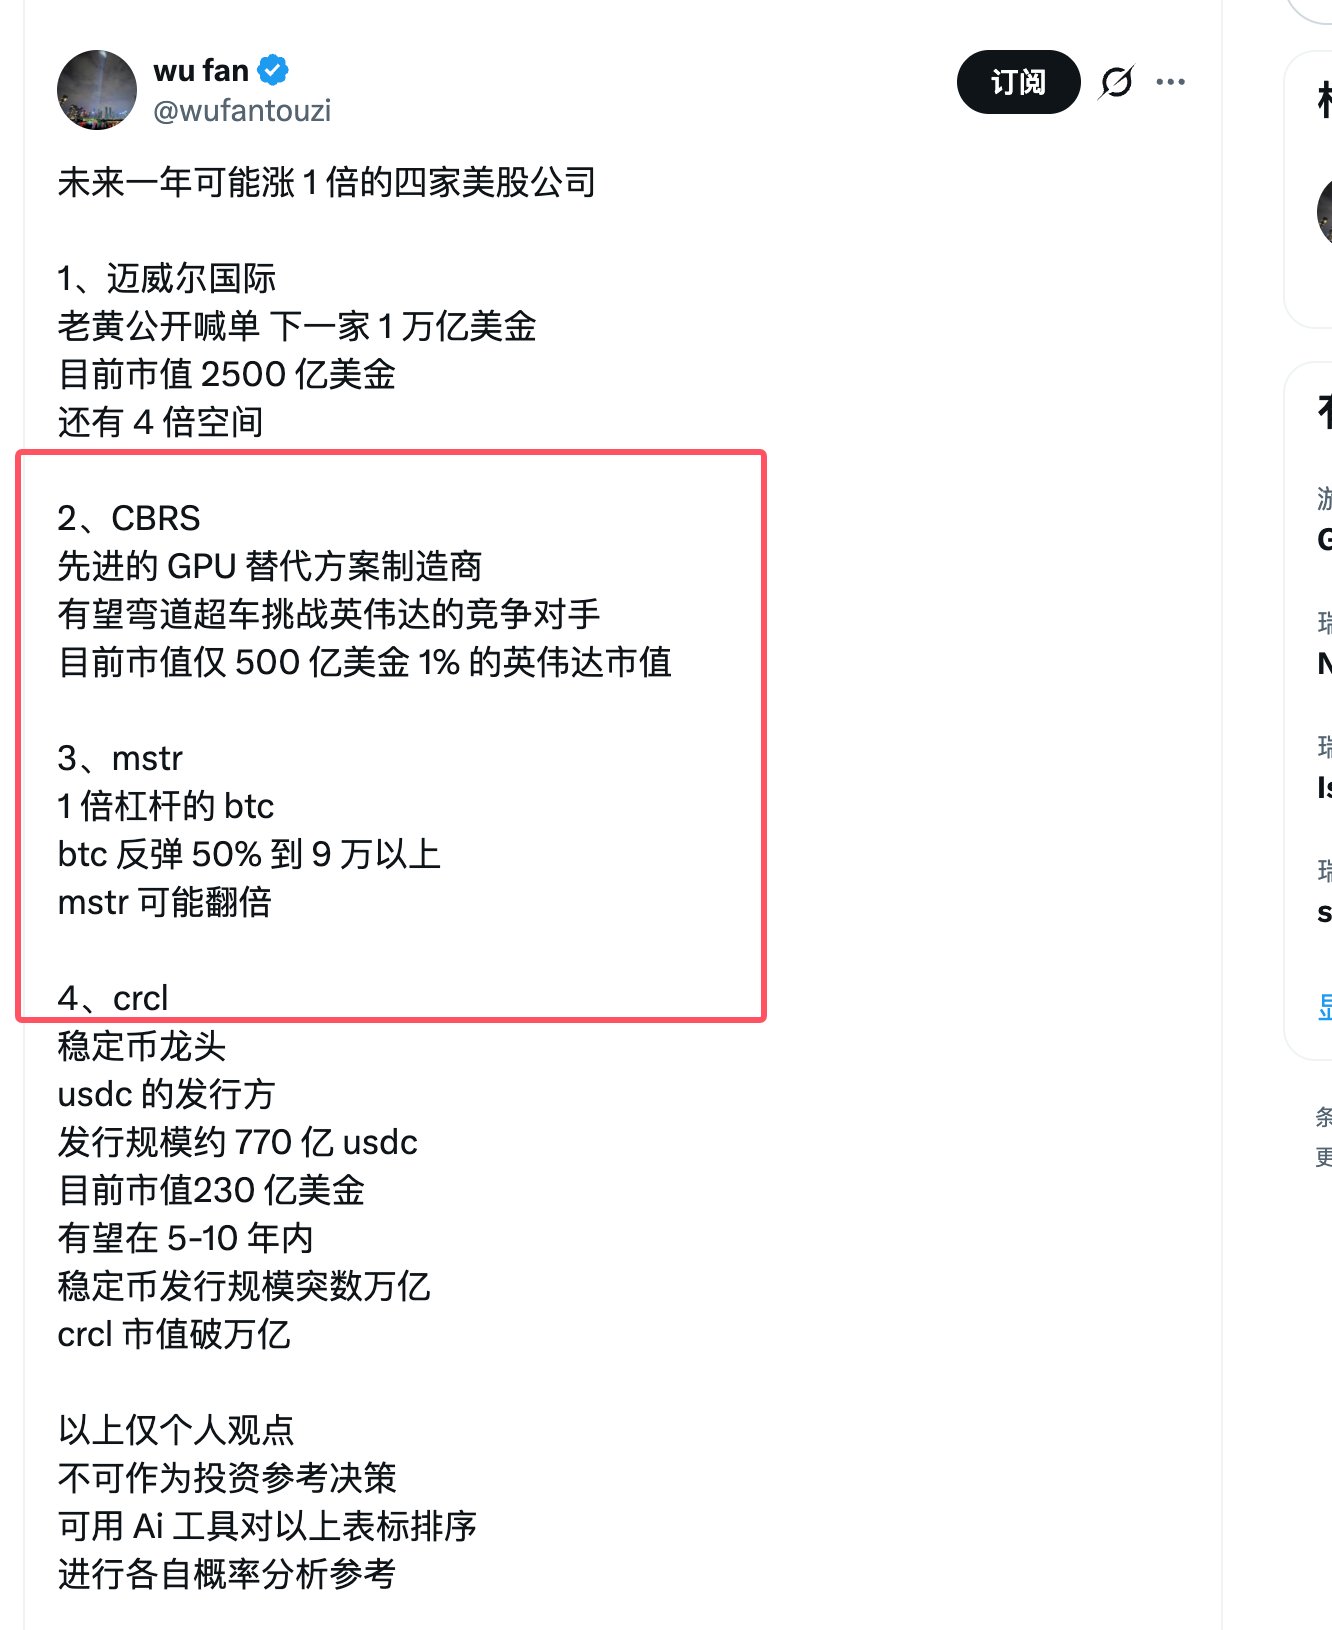 wu fan
@wufantouzi
订阅
未来一年可能涨 1 倍的四家美股公司
1、迈威尔国际
老黄公开喊单 下一家 1 万亿美金
目前市值 2500 亿美金
还有 4 倍空间
2、CBRS
先进的 GPU 替代方案制造商
有望弯道超车挑战英伟达的竞争对手
目前市值仅 500 亿美金 1% 的英伟达市值
3、mstr
1 倍杠杆的 btc
btc 反弹 50% 到 9 万以上
mstr 可能翻倍
4、crcl
稳定币龙头
usdc 的发行方
发行规模约 770 亿 usdc
目前市值230 亿美金
有望在 5-10 年内
稳定币发行规模突数万亿
crcl 市值破万亿
以上仅个人观点
不可作为投资参考决策
可用 Ai 工具对以上表标排序
进行各自概率分析参考